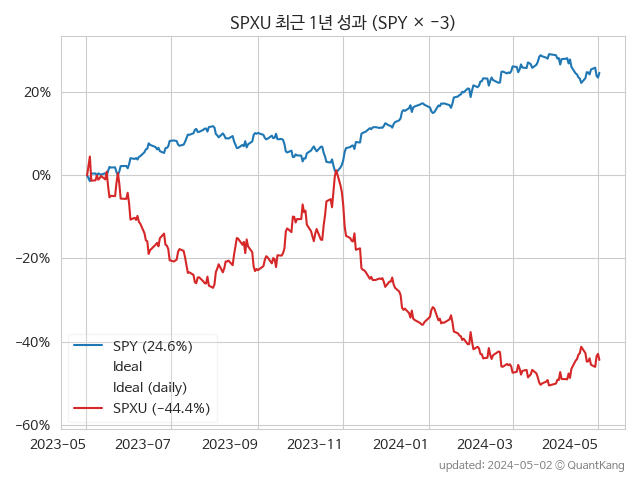 SPXU 최근 1년 성과 (SPY × −3)
20%
0%
−20%
−40%
−60%
SPY (24.6%)
Ideal
Ideal (daily)
SPXU (−44.4%)
2023-05 2023-07 2023-09 2023-11 2024-01 2024-03 2024-05
updated: 2024-05-02 © QuantKang